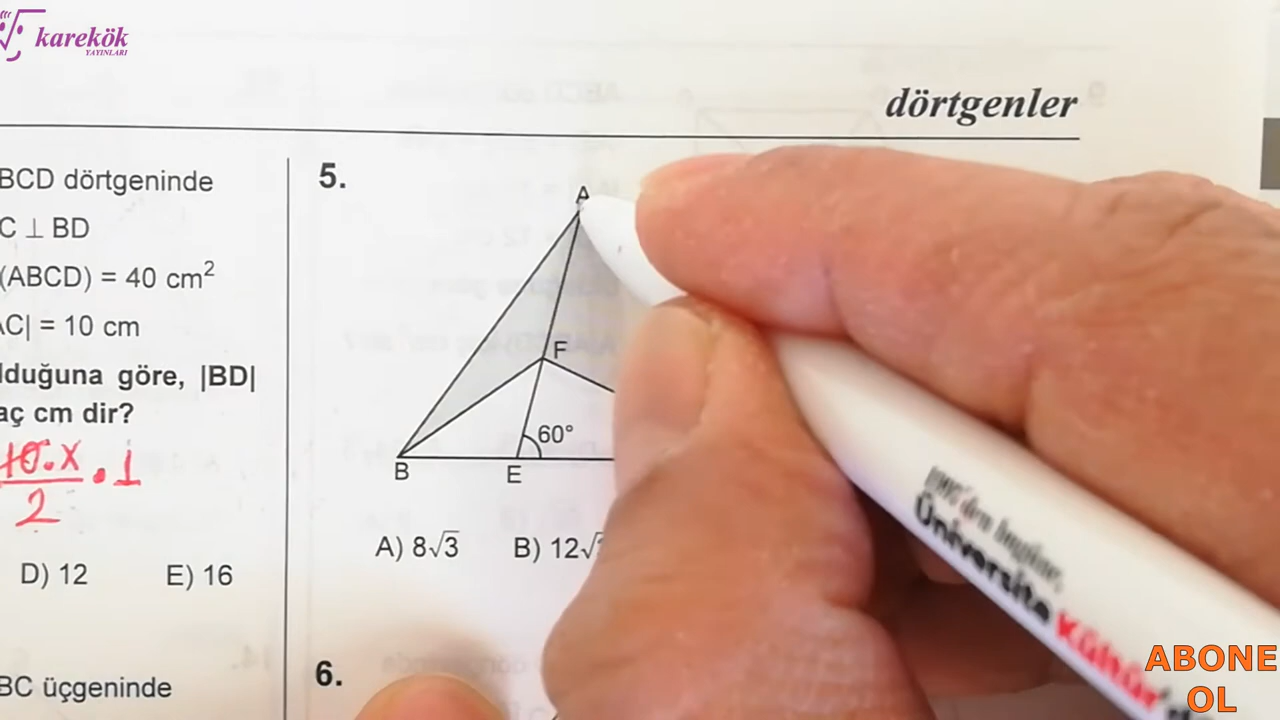 karekök
YAYINLARI
dörtgenler
BCD dörtgeninde
C ⊥ BD
(ABCD) = 40 cm²
AC| = 10 cm
lduğuna göre, |BD|
aç cm dir?
10.x
2
. 1
D) 12 E) 16
BC üçgeninde
5.
A
F
60°
B
E
A) 8√3 B) 12√
6.
Üniversite Kültür
ABONE
OL